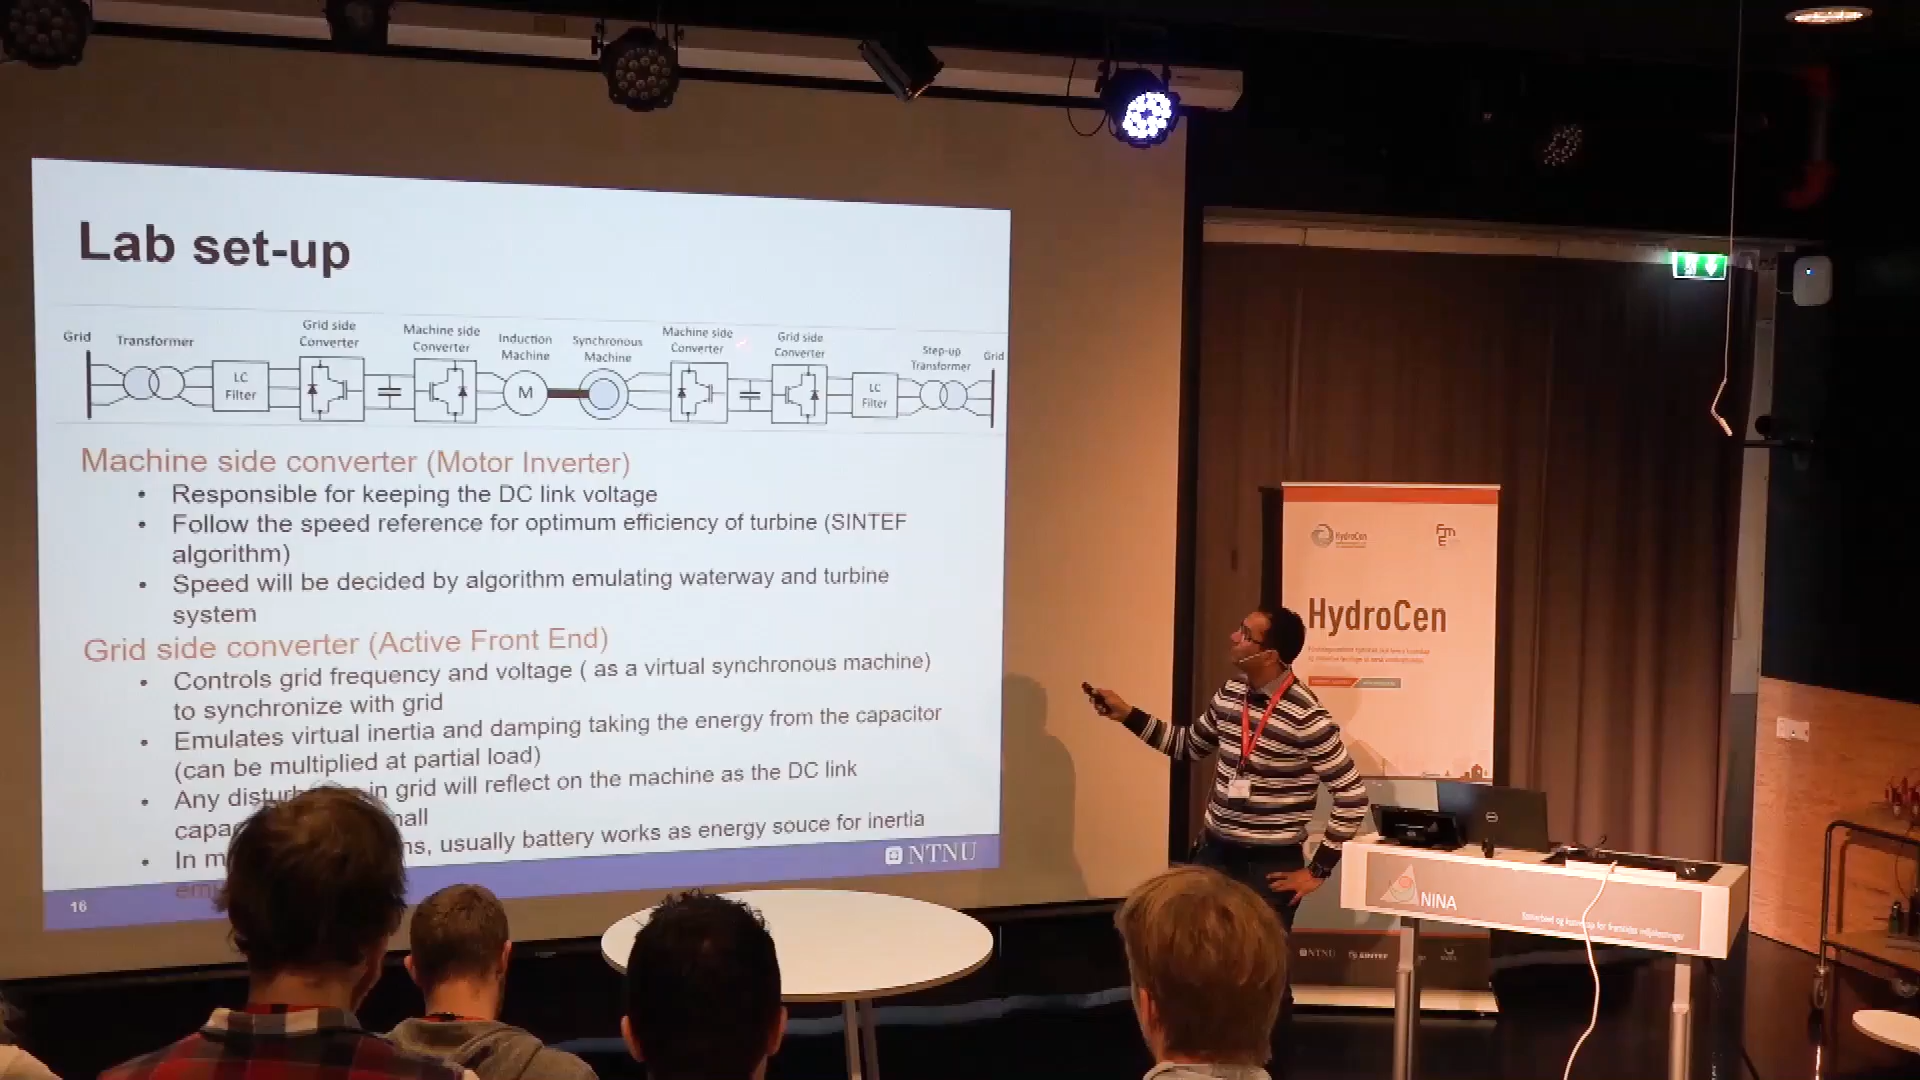 Lab set-up
Grid
Transformer
LC
Filter
Grid side
Converter
Machine side
Converter
Induction
Machine
M
Synchronous
Machine
Machine side
Converter
Grid side
Converter
LC
Filter
Step-up
Transformer
Grid
Machine side converter (Motor Inverter)
• Responsible for keeping the DC link voltage
• Follow the speed reference for optimum efficiency of turbine (SINTEF
algorithm)
• Speed will be decided by algorithm emulating waterway and turbine
system
Grid side converter (Active Front End)
• Controls grid frequency and voltage ( as a virtual synchronous machine)
to synchronize with grid
• Emulates virtual inertia and damping taking the energy from the capacitor
(can be multiplied at partial load)
• Any in grid will reflect on the machine as the DC link
• In usually battery works as energy souce for inertia
16
NTNU
HydroCen
HydroCen
NINA
NTNU
SINTEF